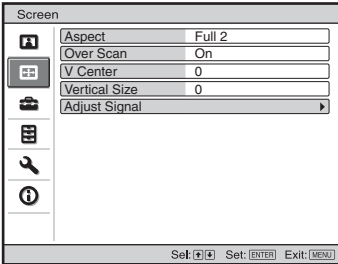 Screen
Aspect Full 2
Over Scan On
V Center 0
Vertical Size 0
Adjust Signal
Sel: Set: ENTER Exit: MENU